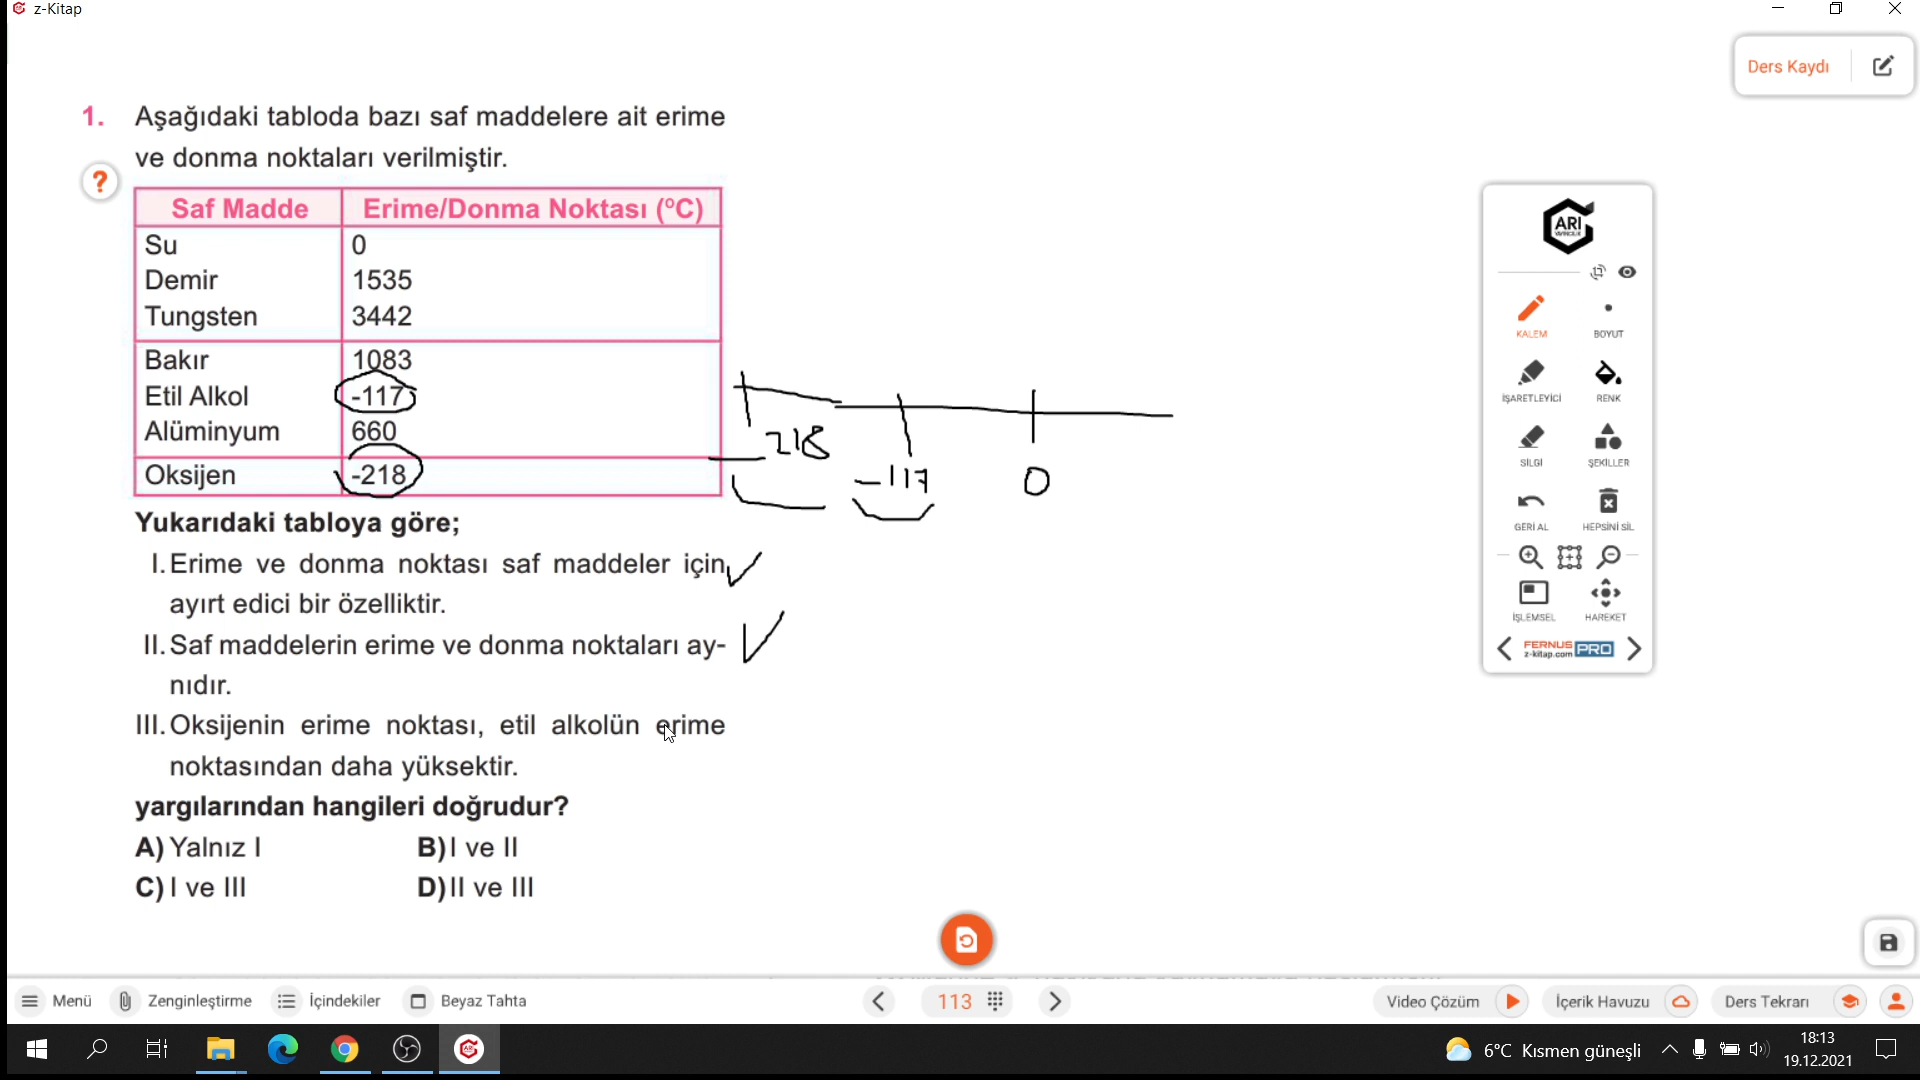 z-Kitap
Ders Kaydı
1. Aşağıdaki tabloda bazı saf maddelere ait erime
ve donma noktaları verilmiştir.
?
Saf Madde Erime/Donma Noktası (°C)
Su 0
Demir 1535
Tungsten 3442
Bakır 1083
Etil Alkol -117
Alüminyum 660
Oksijen -218
-218
-117
0
Yukarıdaki tabloya göre;
I. Erime ve donma noktası saf maddeler için
ayırt edici bir özelliktir.
II. Saf maddelerin erime ve donma noktaları ay-
nıdır.
III. Oksijenin erime noktası, etil alkolün erime
noktasından daha yüksektir.
yargılarından hangileri doğrudur?
A) Yalnız I B) I ve II
C) I ve III D) II ve III
ARI
YAYINCILIK
KALEM BOYUT
İŞARETLEYİCİ RENK
SİLGİ ŞEKİLLER
GERİ AL HEPSİNİ SİL
İŞLEMSEL HAREKET
FERNUS
z-kitap.com PRO
Menü Zenginleştirme İçindekiler Beyaz Tahta 113 Video Çözüm İçerik Havuzu Ders Tekrarı
6°C Kısmen güneşli
18:13
19.12.2021